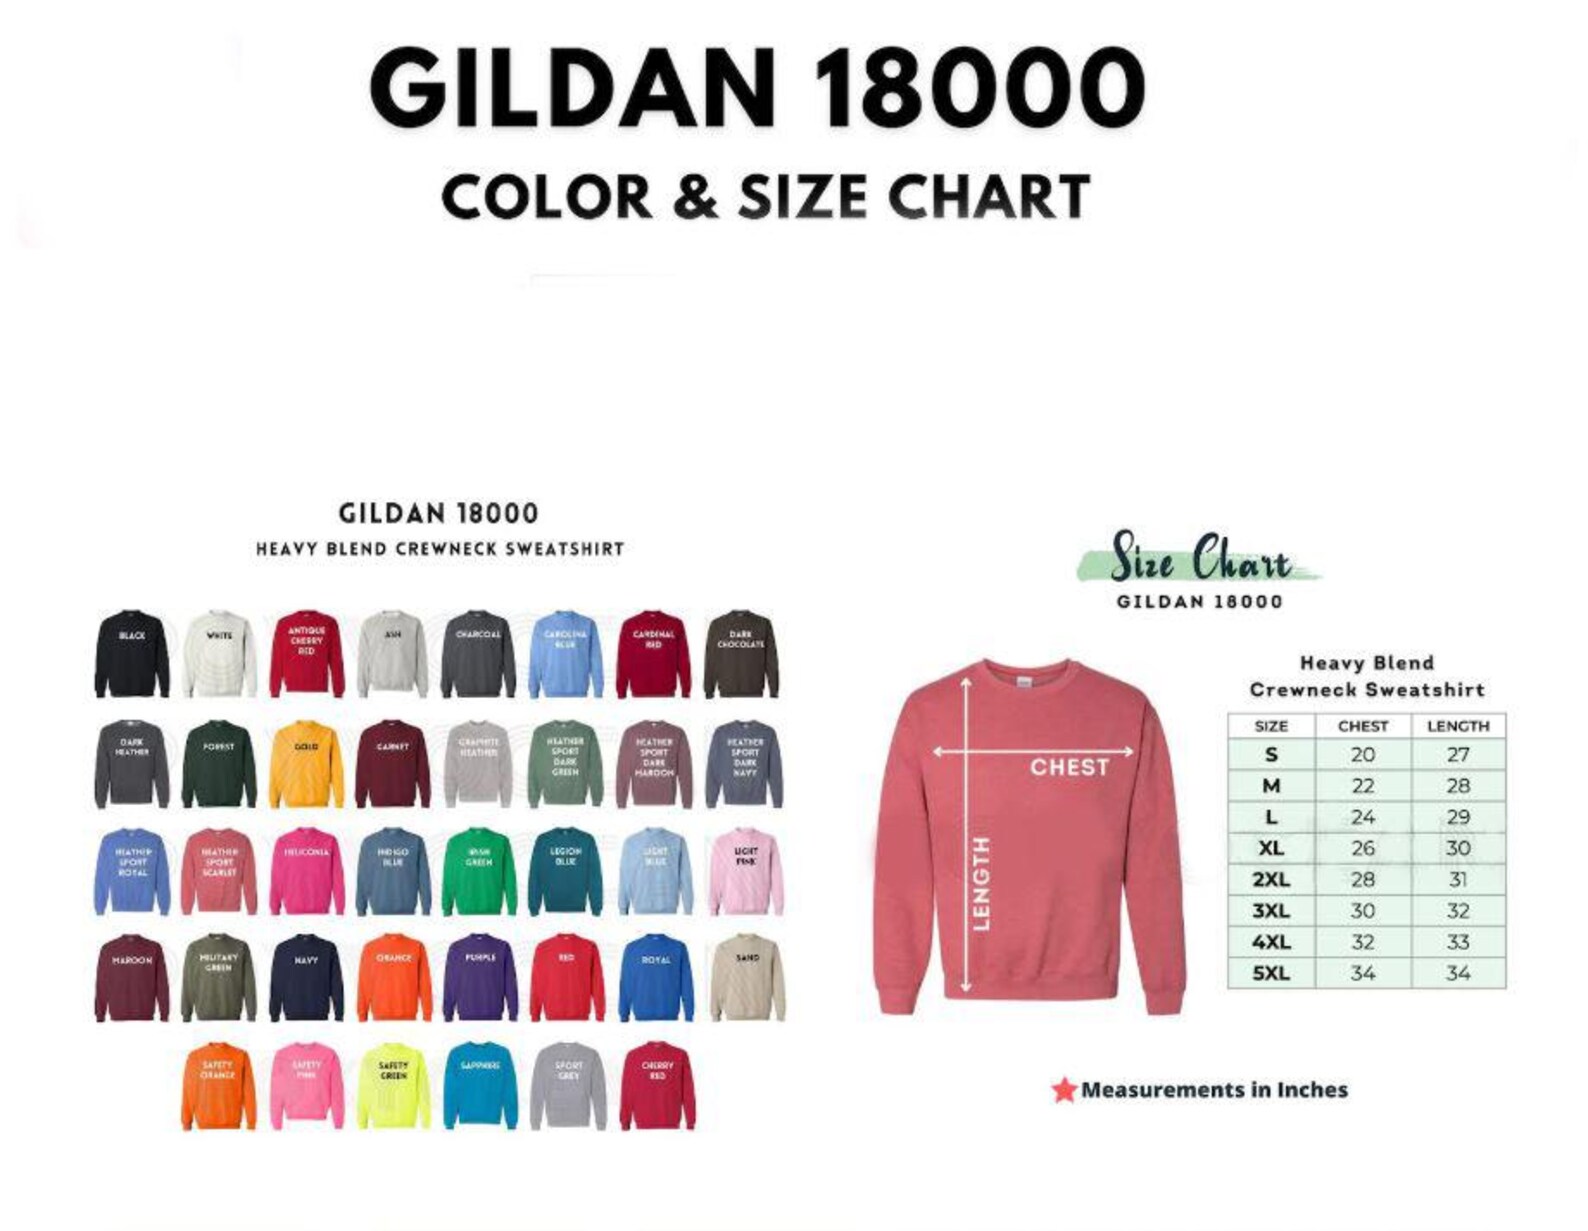 GILDAN 18000
COLOR & SIZE CHART
GILDAN 18000
HEAVY BLEND CREWNECK SWEATSHIRT
BLACK
WHITE
ANTIQUE
CHERRY
RED
ASH
CHARCOAL
CAROLINA
BLUE
CARDINAL
RED
DARK
CHOCOLATE
DARK
HEATHER
FOREST
GOLD
GARNET
GRAPHITE
HEATHER
HEATHER
SPORT
DARK
GREEN
HEATHER
SPORT
DARK
MAROON
HEATHER
SPORT
DARK
NAVY
HEATHER
SPORT
ROYAL
HEATHER
SPORT
SCARLET
HELICONIA
INDIGO
BLUE
IRISH
GREEN
LEGION
BLUE
LIGHT
BLUE
LIGHT
PINK
MAROON
MILITARY
GREEN
NAVY
ORANGE
PURPLE
RED
ROYAL
SAND
SAFETY
ORANGE
SAFETY
PINK
SAFETY
GREEN
SAPPHIRE
SPORT
GREY
CHERRY
RED
Size Chart
GILDAN 18000
CHEST
LENGTH
Heavy Blend
Crewneck Sweatshirt
SIZE CHEST LENGTH
S 20 27
M 22 28
L 24 29
XL 26 30
2XL 28 31
3XL 30 32
4XL 32 33
5XL 34 34
Measurements in Inches